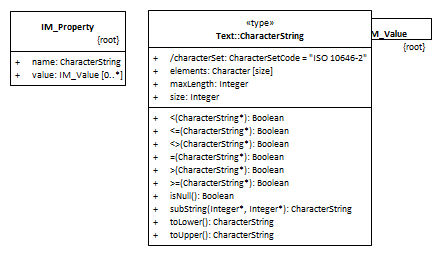 IM_Property
{root}
+ name: CharacterString
+ value: IM_Value [0..*]
«type»
Text::CharacterString
+ /characterSet: CharacterSetCode = "ISO 10646-2"
+ elements: Character [size]
+ maxLength: Integer
+ size: Integer
+ <(CharacterString*): Boolean
+ <=(CharacterString*): Boolean
+ <>(CharacterString*): Boolean
+ =(CharacterString*): Boolean
+ >(CharacterString*): Boolean
+ >=(CharacterString*): Boolean
+ isNull(): Boolean
+ subString(Integer*, Integer*): CharacterString
+ toLower(): CharacterString
+ toUpper(): CharacterString
M_Value
{root}